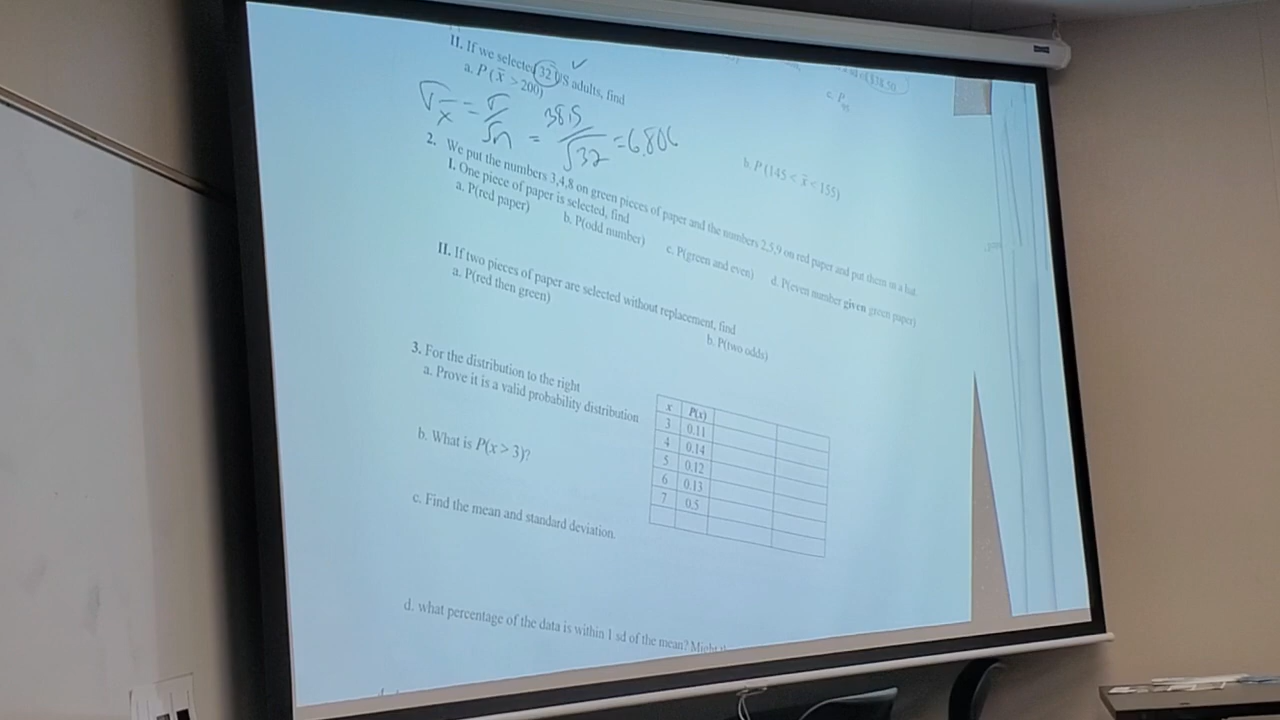 II. If we selected 32 US adults, find
a. P(x̄ > 200)
c. P₉₅
σx̄ = σ/√n = 38.5/√32 = 6.806
b. P(145 < x̄ < 155)
2. We put the numbers 3,4,8 on green pieces of paper and the numbers 2,5,9 on red paper and put them in a hat.
I. One piece of paper is selected, find
a. P(red paper) b. P(odd number) c. P(green and even) d. P(even number given green paper)
II. If two pieces of paper are selected without replacement, find
a. P(red then green) b. P(two odds)
3. For the distribution to the right
a. Prove it is a valid probability distribution
x P(x)
3 0.11
4 0.14
5 0.12
6 0.13
7 0.5
b. What is P(x > 3)?
c. Find the mean and standard deviation.
d. what percentage of the data is within 1 sd of the mean?